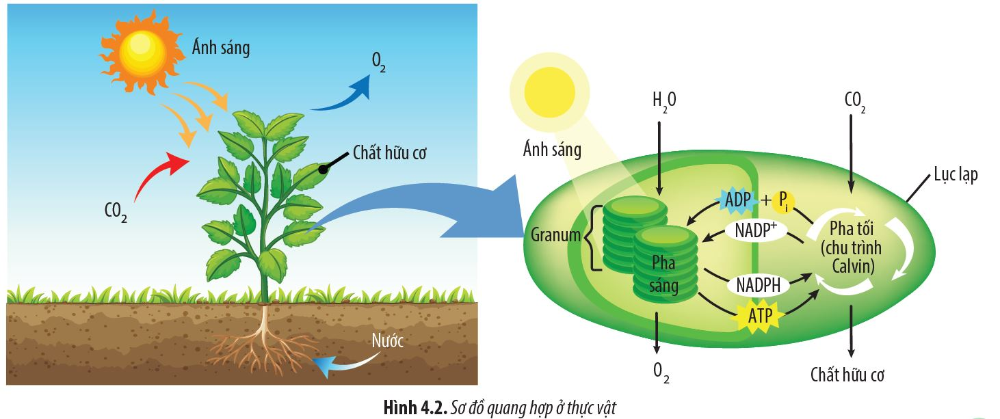 Ánh sáng
O₂
Chất hữu cơ
CO₂
Nước
Ánh sáng
H₂O
CO₂
Lục lạp
ADP + Pᵢ
NADP⁺
Granum
Pha
sáng
Pha tối
(chu trình
Calvin)
NADPH
ATP
O₂
Chất hữu cơ
Hình 4.2. Sơ đồ quang hợp ở thực vật